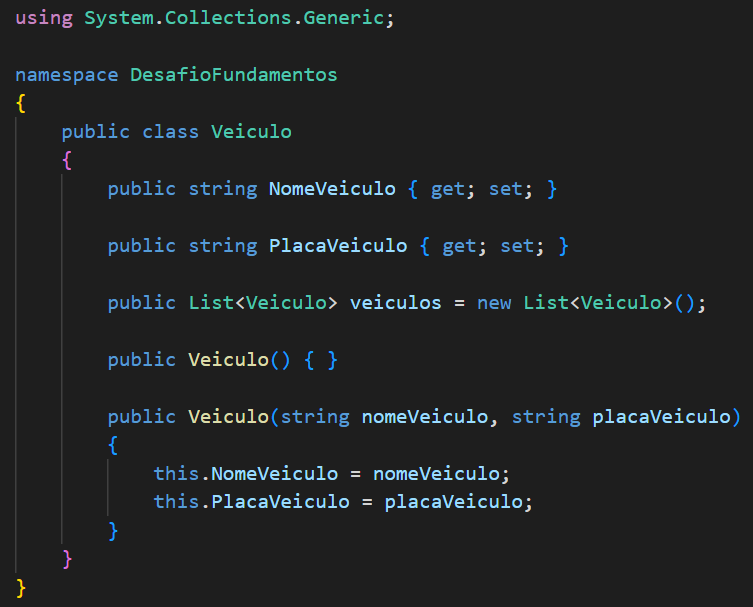 using System.Collections.Generic;
namespace DesafioFundamentos
{
public class Veiculo
{
public string NomeVeiculo { get; set; }
public string PlacaVeiculo { get; set; }
public List<Veiculo> veiculos = new List<Veiculo>();
public Veiculo() { }
public Veiculo(string nomeVeiculo, string placaVeiculo)
{
this.NomeVeiculo = nomeVeiculo;
this.PlacaVeiculo = placaVeiculo;
}
}
}